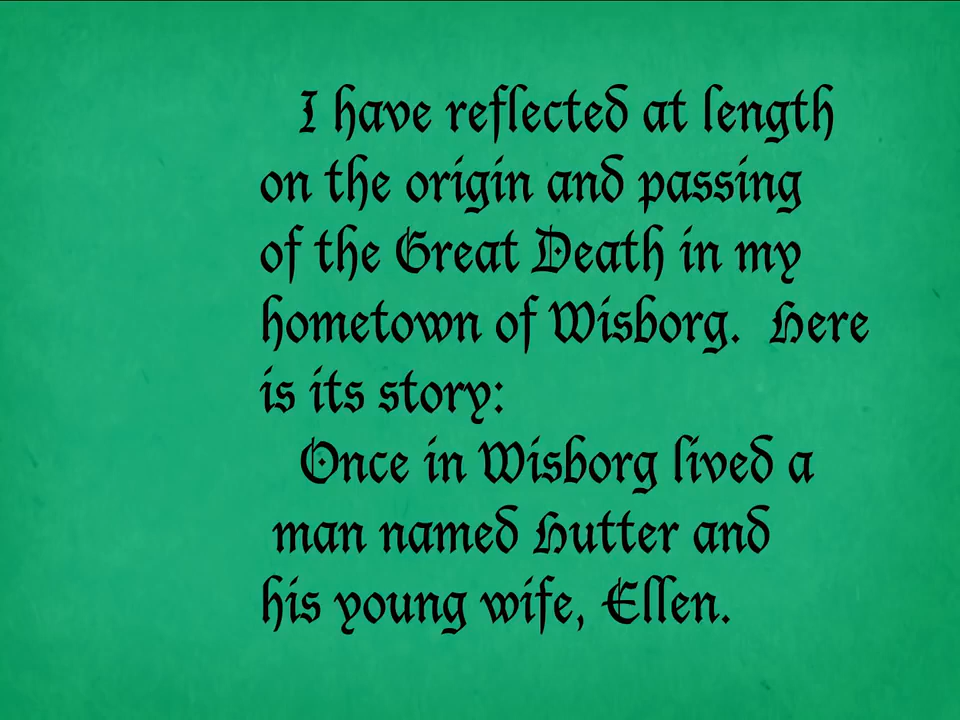 I have reflected at length
on the origin and passing
of the Great Death in my
hometown of Wisborg. Here
is its story:
Once in Wisborg lived a
man named Hutter and
his young wife, Ellen.